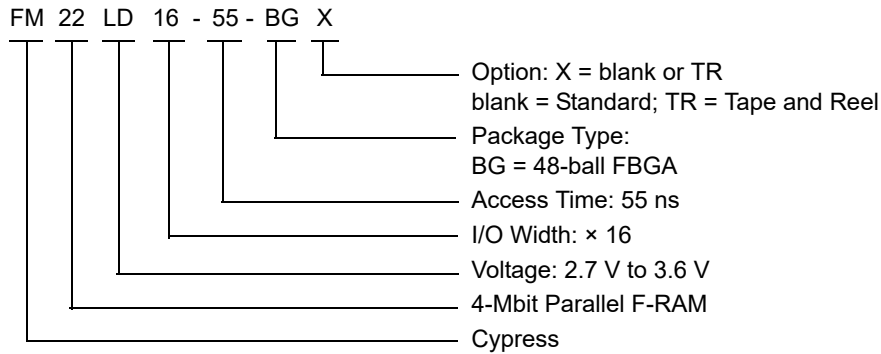 FM 22 LD 16 - 55 - BG X
Option: X = blank or TR
blank = Standard; TR = Tape and Reel
Package Type:
BG = 48-ball FBGA
Access Time: 55 ns
I/O Width: × 16
Voltage: 2.7 V to 3.6 V
4-Mbit Parallel F-RAM
Cypress